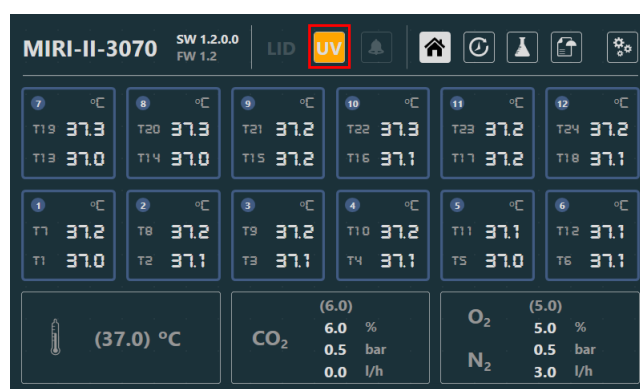 MIRI-II-3070 SW 1.2.0.0 LID UV
FW 1.2
7 °C 8 °C 9 °C 10 °C 11 °C 12 °C
T19 37.3 T20 37.3 T21 37.2 T22 37.3 T23 37.2 T24 37.2
T13 37.0 T14 37.0 T15 37.2 T16 37.1 T17 37.2 T18 37.1
1 °C 2 °C 3 °C 4 °C 5 °C 6 °C
T7 37.2 T8 37.2 T9 37.2 T10 37.2 T11 37.1 T12 37.1
T1 37.0 T2 37.1 T3 37.1 T4 37.1 T5 37.0 T6 37.1
(37.0) °C
CO₂
(6.0)
6.0 %
0.5 bar
0.0 l/h
O₂
N₂
(5.0)
5.0 %
0.5 bar
3.0 l/h